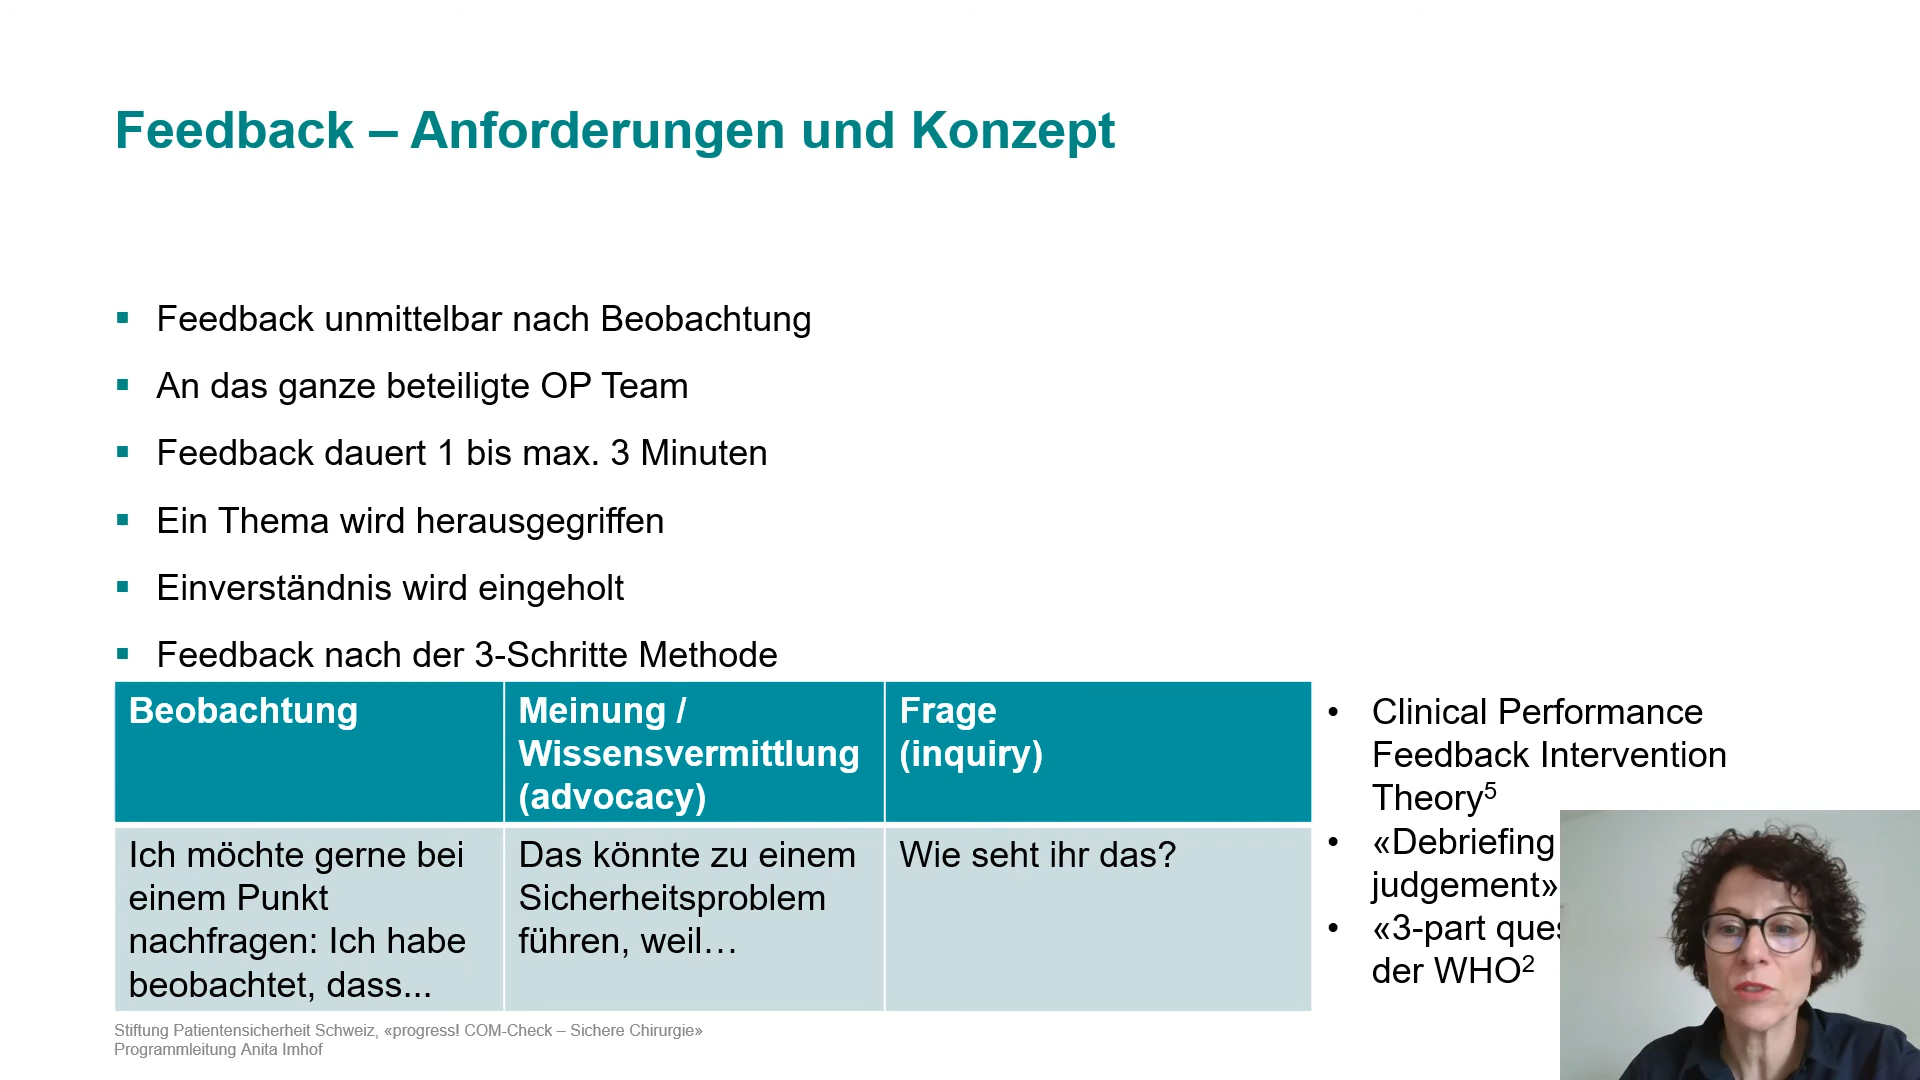 Feedback – Anforderungen und Konzept
▪ Feedback unmittelbar nach Beobachtung
▪ An das ganze beteiligte OP Team
▪ Feedback dauert 1 bis max. 3 Minuten
▪ Ein Thema wird herausgegriffen
▪ Einverständnis wird eingeholt
▪ Feedback nach der 3-Schritte Methode
Beobachtung
Meinung /
Wissensvermittlung
(advocacy)
Frage
(inquiry)
Ich möchte gerne bei
einem Punkt
nachfragen: Ich habe
beobachtet, dass...
Das könnte zu einem
Sicherheitsproblem
führen, weil…
Wie seht ihr das?
• Clinical Performance
Feedback Intervention
Theory⁵
• «Debriefing
judgement»
• «3-part
der WHO²
Stiftung Patientensicherheit Schweiz, «progress! COM-Check – Sichere Chirurgie»
Programmleitung Anita Imhof